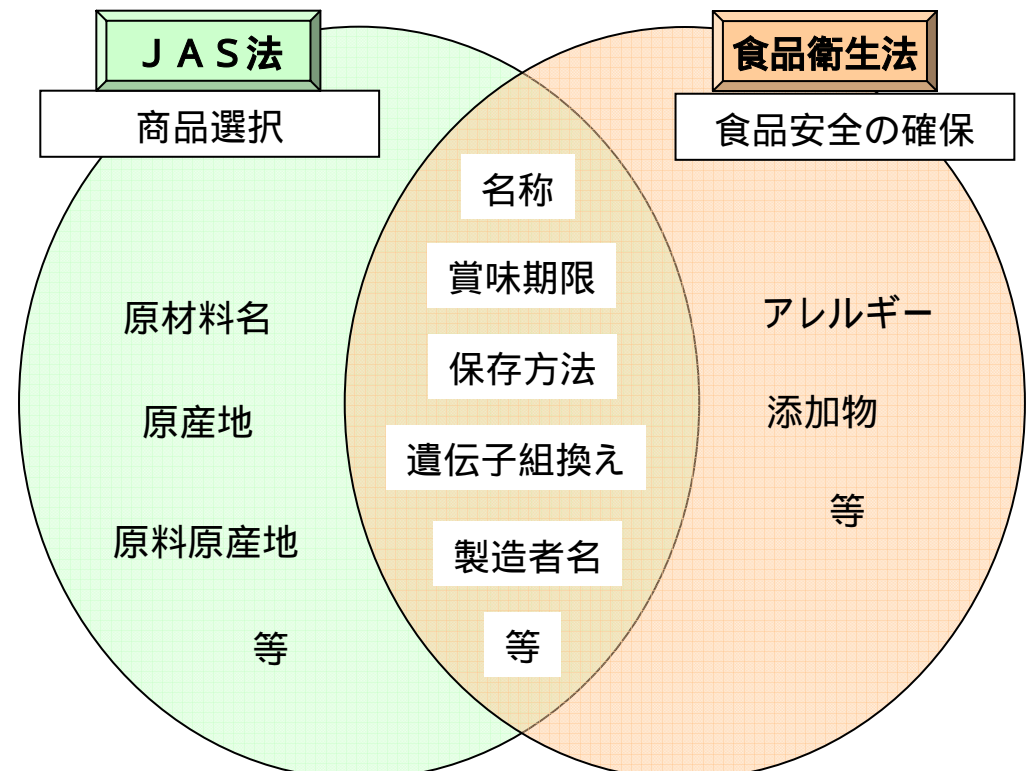 ＪＡＳ法
商品選択
原材料名
原産地
原料原産地
等
名称
賞味期限
保存方法
遺伝子組換え
製造者名
等
食品衛生法
食品安全の確保
アレルギー
添加物
等